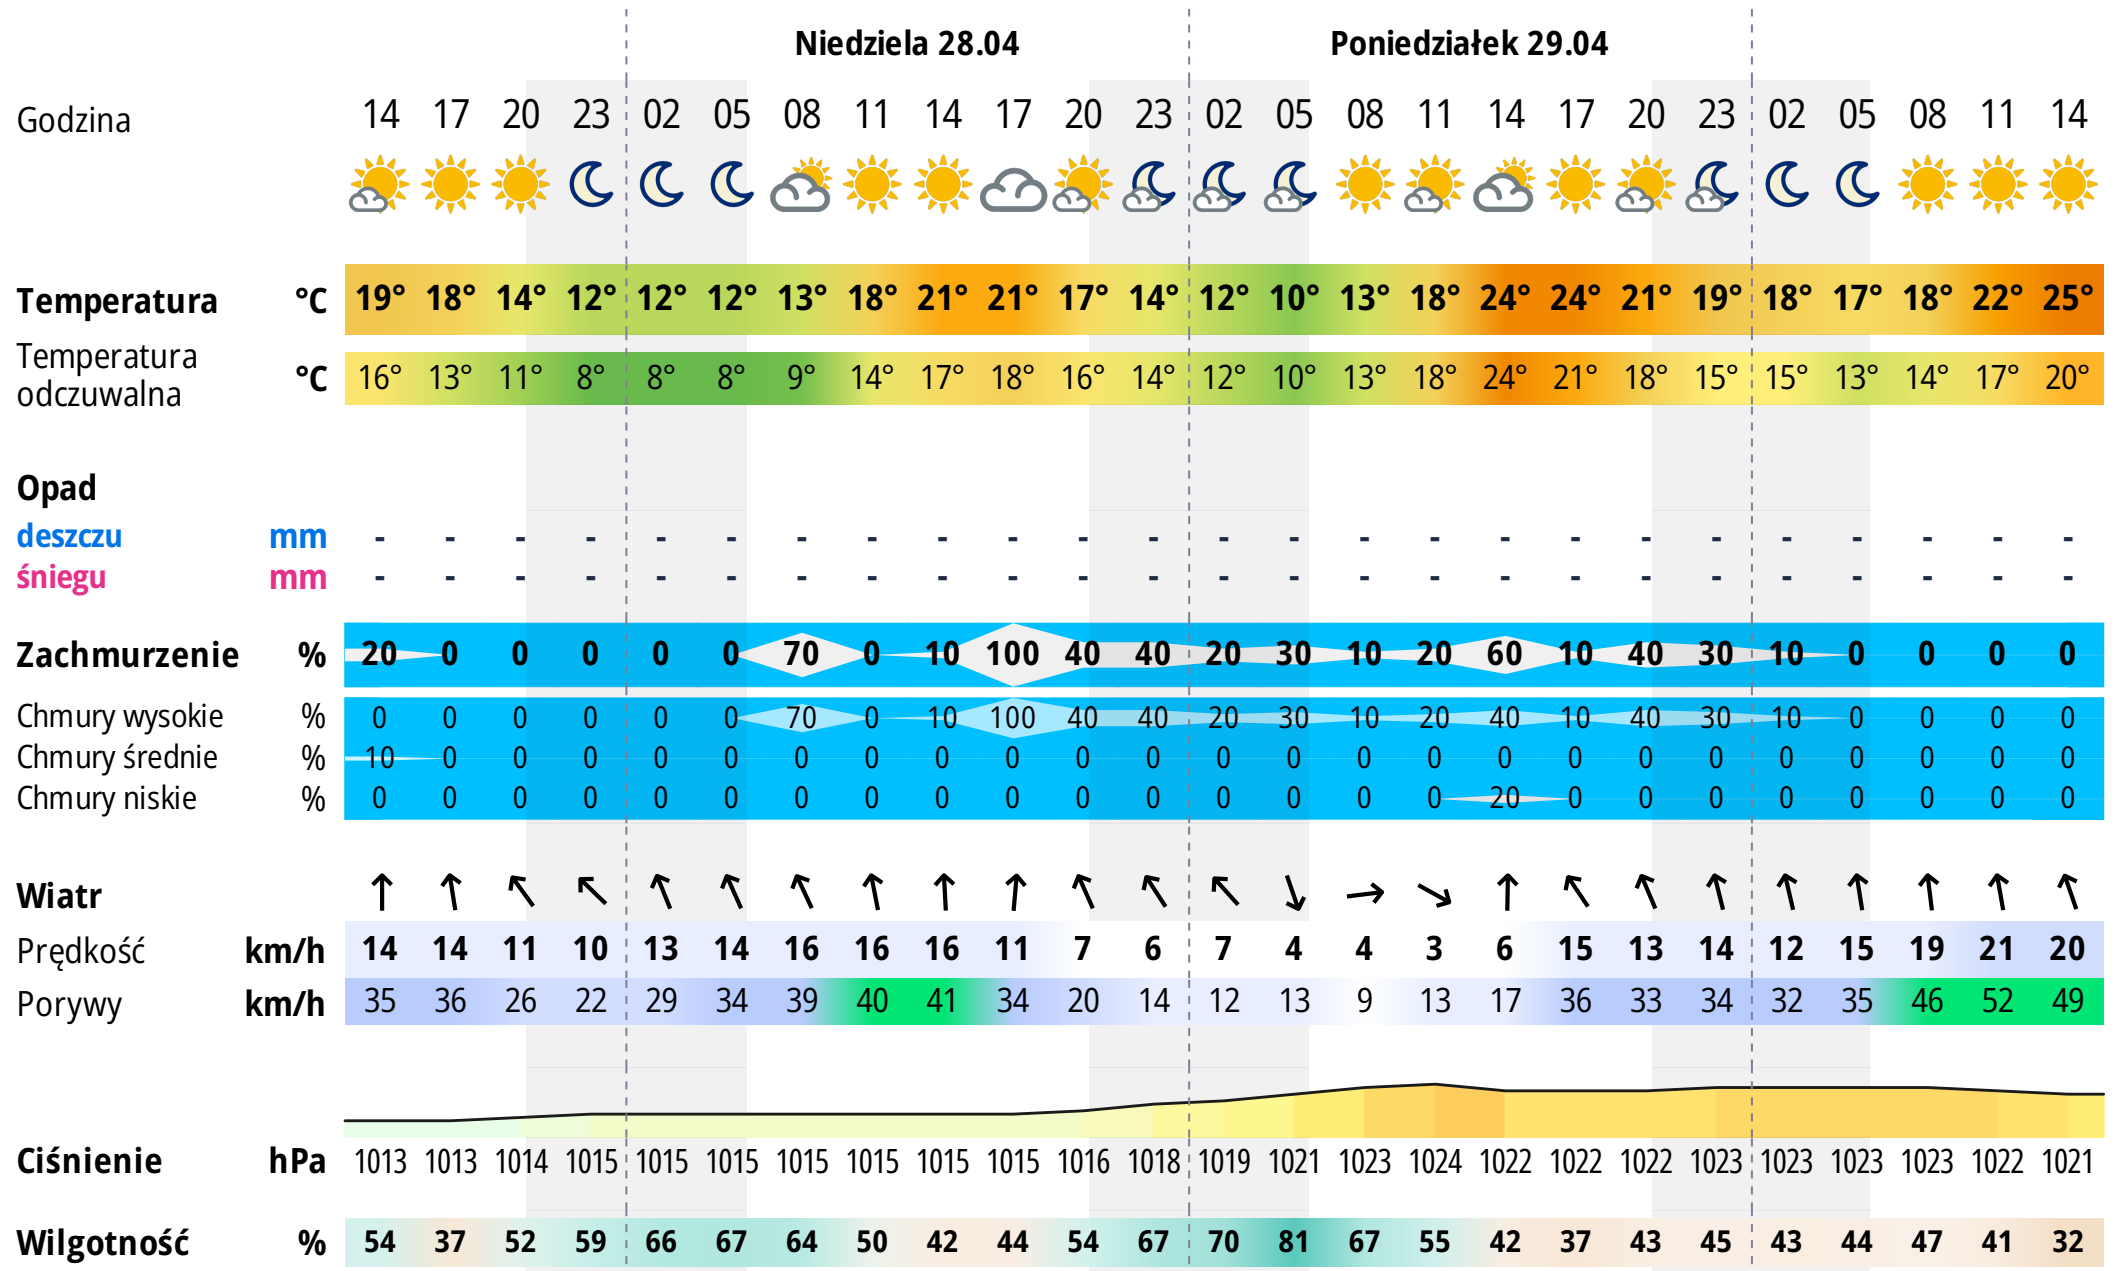 Niedziela 28.04 Poniedziałek 29.04
Godzina 14 17 20 23 02 05 08 11 14 17 20 23 02 05 08 11 14 17 20 23 02 05 08 11 14
Temperatura °C 19° 18° 14° 12° 12° 12° 13° 18° 21° 21° 17° 14° 12° 10° 13° 18° 24° 24° 21° 19° 18° 17° 18° 22° 25°
Temperatura
odczuwalna °C 16° 13° 11° 8° 8° 8° 9° 14° 17° 18° 16° 14° 12° 10° 13° 18° 24° 21° 18° 15° 15° 13° 14° 17° 20°
Opad
deszczu mm - - - - - - - - - - - - - - - - - - - - - - - - -
śniegu mm - - - - - - - - - - - - - - - - - - - - - - - - -
Zachmurzenie % 20 0 0 0 0 0 70 0 10 100 40 40 20 30 10 20 60 10 40 30 10 0 0 0 0
Chmury wysokie % 0 0 0 0 0 0 70 0 10 100 40 40 20 30 10 20 40 10 40 30 10 0 0 0 0
Chmury średnie % 10 0 0 0 0 0 0 0 0 0 0 0 0 0 0 0 0 0 0 0 0 0 0 0 0
Chmury niskie % 0 0 0 0 0 0 0 0 0 0 0 0 0 0 0 0 20 0 0 0 0 0 0 0 0
Wiatr
Prędkość km/h 14 14 11 10 13 14 16 16 16 11 7 6 7 4 4 3 6 15 13 14 12 15 19 21 20
Porywy km/h 35 36 26 22 29 34 39 40 41 34 20 14 12 13 9 13 17 36 33 34 32 35 46 52 49
Ciśnienie hPa 1013 1013 1014 1015 1015 1015 1015 1015 1015 1015 1016 1018 1019 1021 1023 1024 1022 1022 1022 1023 1023 1023 1023 1022 1021
Wilgotność % 54 37 52 59 66 67 64 50 42 44 54 67 70 81 67 55 42 37 43 45 43 44 47 41 32